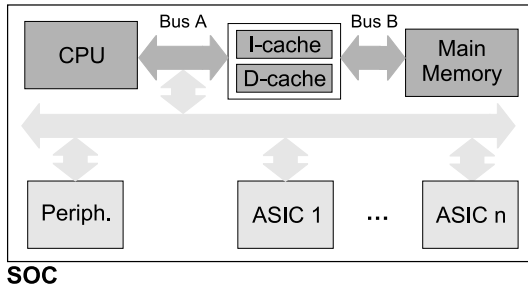 Bus A
Bus B
CPU
I-cache
D-cache
Main
Memory
Periph.
ASIC 1
...
ASIC n
SOC